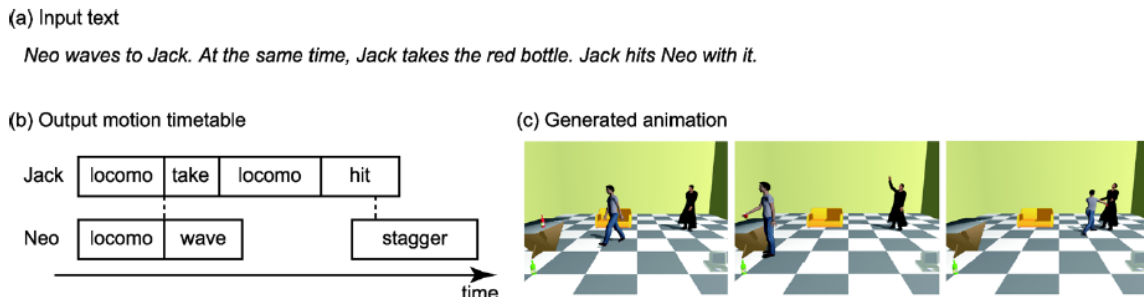 (a) Input text
Neo waves to Jack. At the same time, Jack takes the red bottle. Jack hits Neo with it.
(b) Output motion timetable
(c) Generated animation
Jack locomo take locomo hit
Neo locomo wave stagger
time